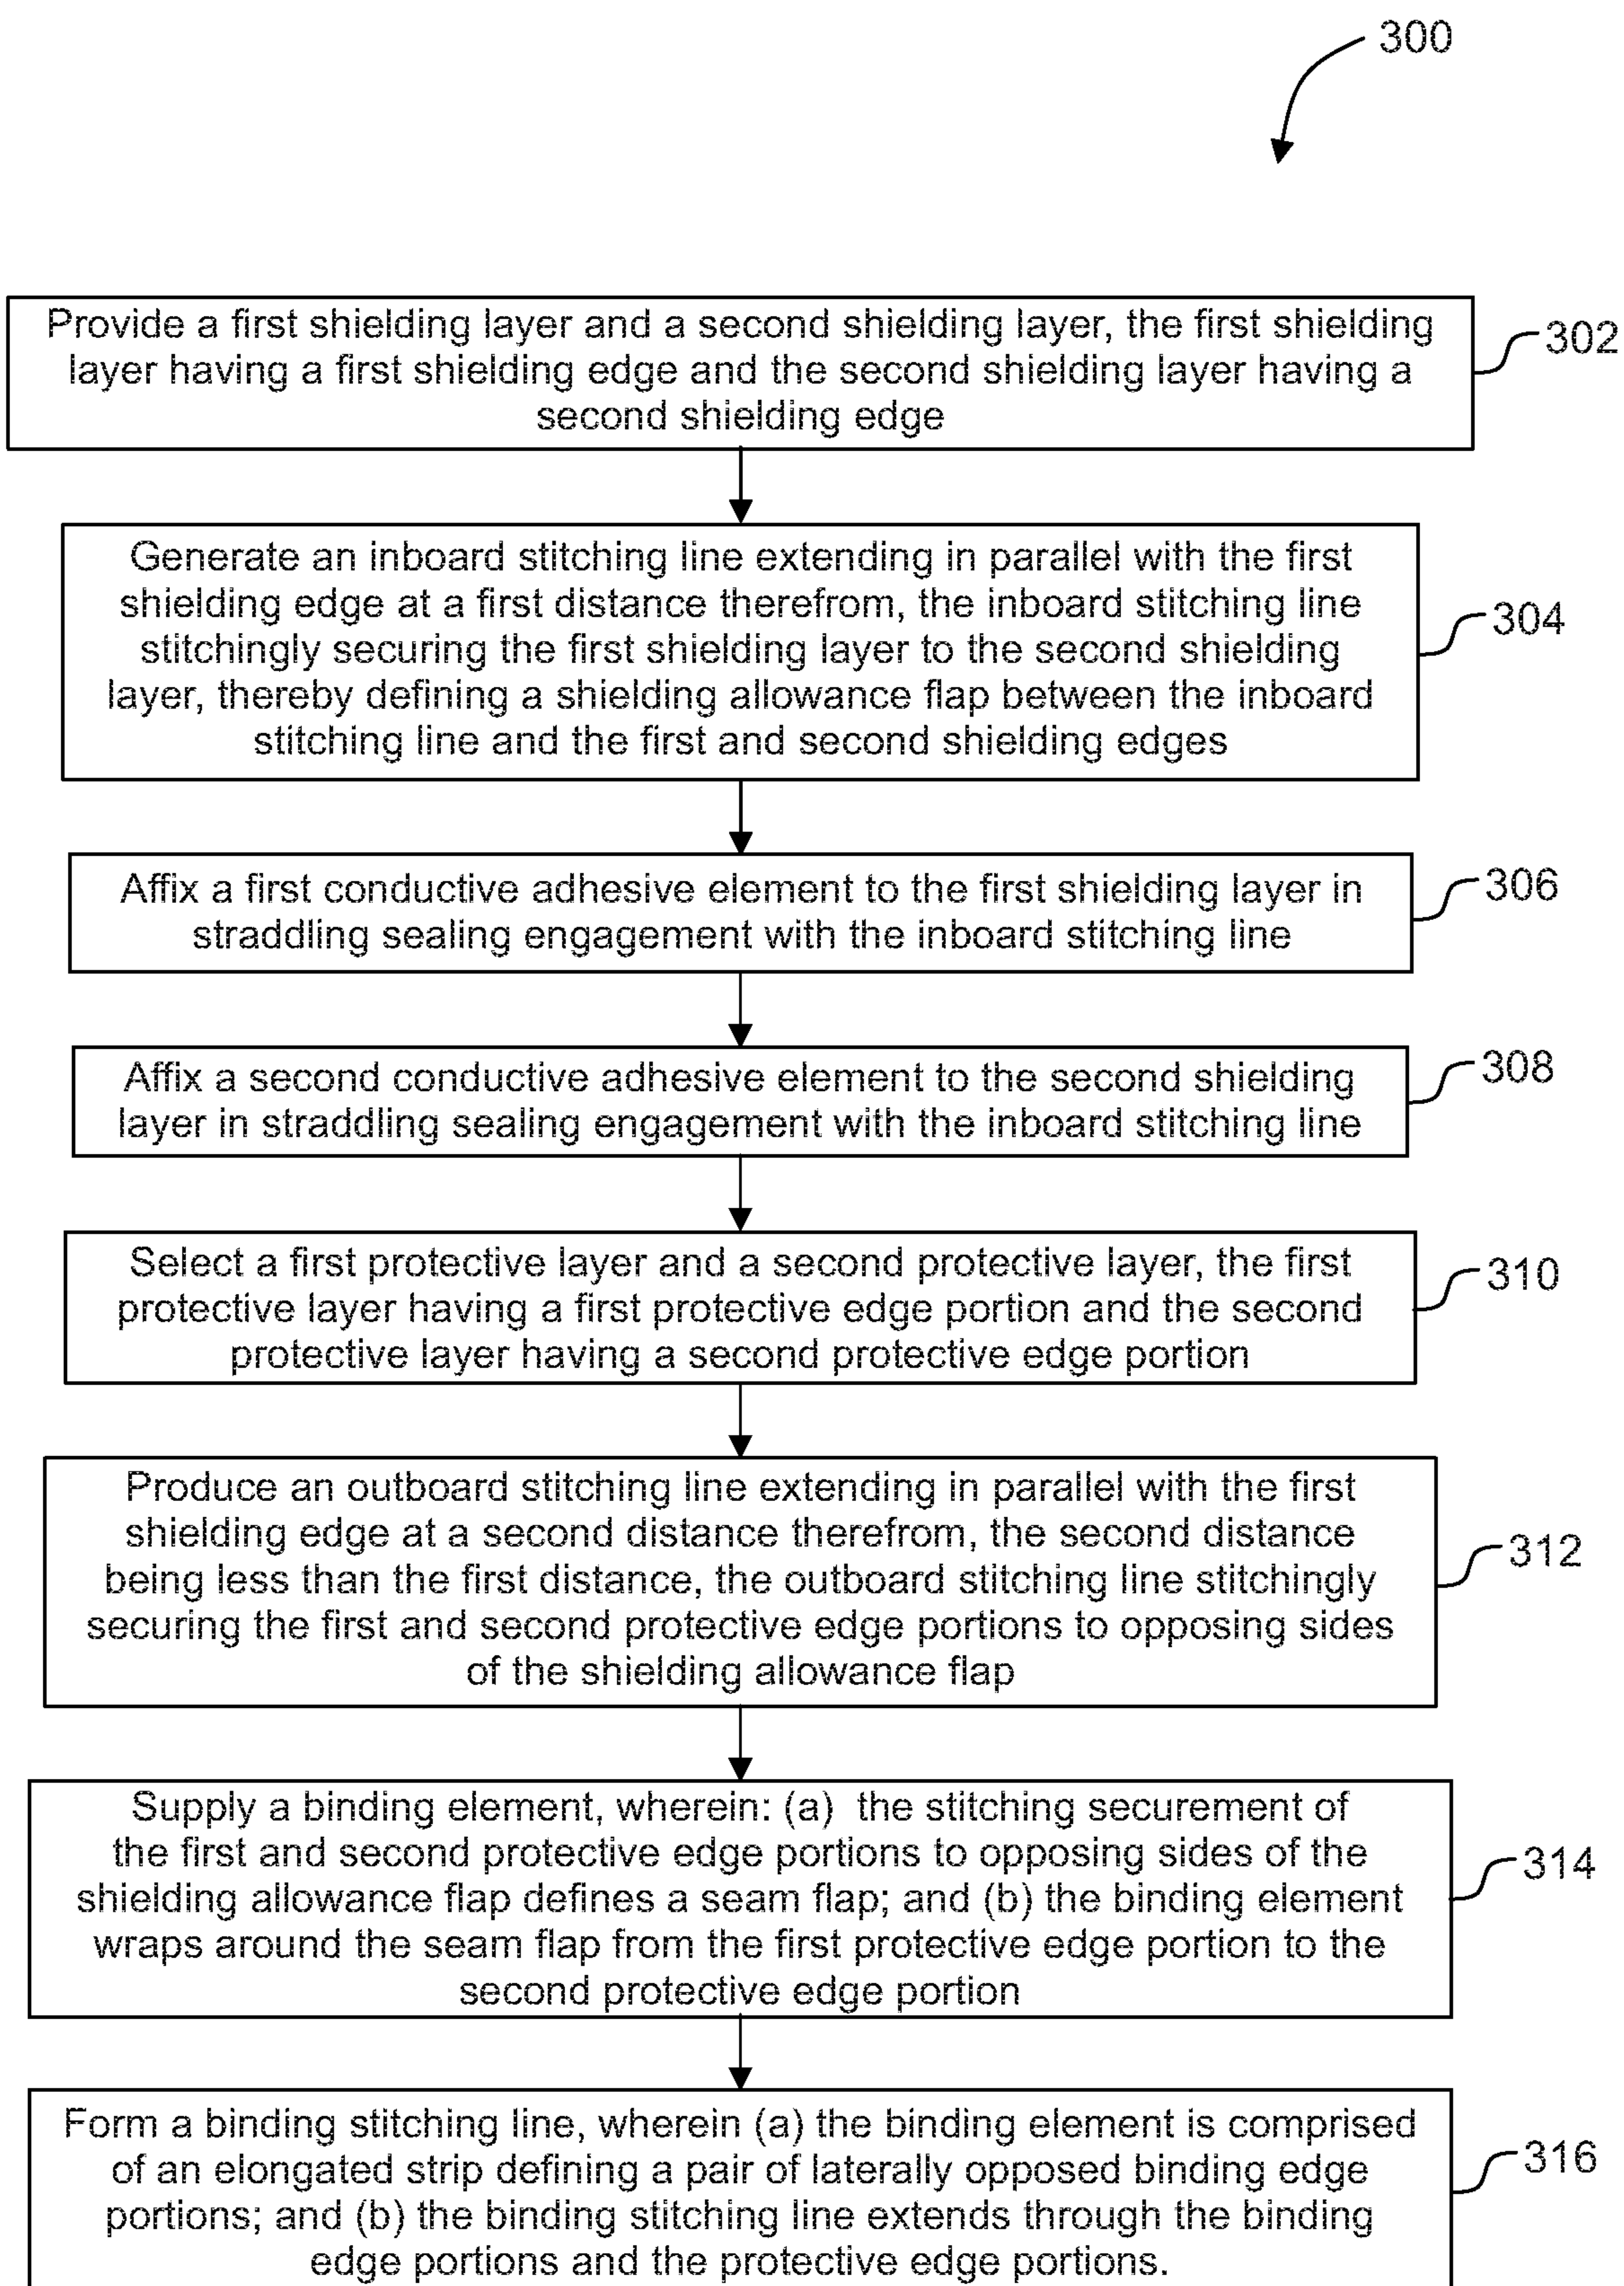 300
Provide a first shielding layer and a second shielding layer, the first shielding
layer having a first shielding edge and the second shielding layer having a
second shielding edge
302
Generate an inboard stitching line extending in parallel with the first
shielding edge at a first distance therefrom, the inboard stitching line
stitchingly securing the first shielding layer to the second shielding
layer, thereby defining a shielding allowance flap between the inboard
stitching line and the first and second shielding edges
304
Affix a first conductive adhesive element to the first shielding layer in
straddling sealing engagement with the inboard stitching line
306
Affix a second conductive adhesive element to the second shielding
layer in straddling sealing engagement with the inboard stitching line
308
Select a first protective layer and a second protective layer, the first
protective layer having a first protective edge portion and the second
protective layer having a second protective edge portion
310
Produce an outboard stitching line extending in parallel with the first
shielding edge at a second distance therefrom, the second distance
being less than the first distance, the outboard stitching line stitchingly
securing the first and second protective edge portions to opposing sides
of the shielding allowance flap
312
Supply a binding element, wherein: (a) the stitching securement of
the first and second protective edge portions to opposing sides of the
shielding allowance flap defines a seam flap; and (b) the binding element
wraps around the seam flap from the first protective edge portion to the
second protective edge portion
314
Form a binding stitching line, wherein (a) the binding element is comprised
of an elongated strip defining a pair of laterally opposed binding edge
portions; and (b) the binding stitching line extends through the binding
edge portions and the protective edge portions.
316